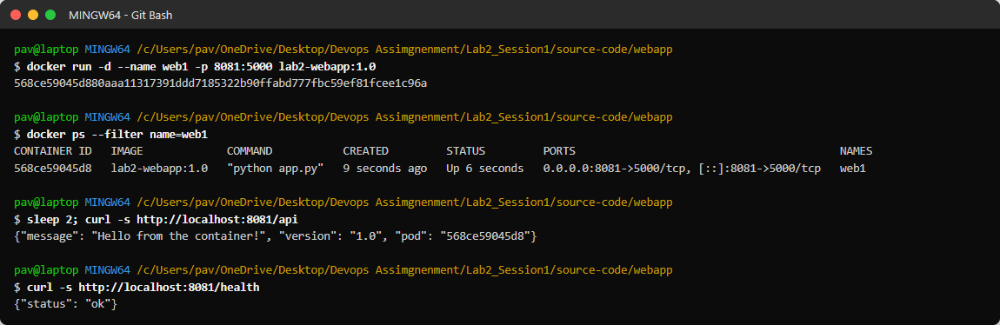 MINGW64 - Git Bash
pav@laptop MINGW64 /c/Users/pav/OneDrive/Desktop/Devops Assimgnenment/Lab2_Session1/source-code/webapp
$ docker run -d --name web1 -p 8081:5000 lab2-webapp:1.0
568ce59045d880aaa11317391ddd7185322b90ffabd777fbc59ef81fcee1c96a
pav@laptop MINGW64 /c/Users/pav/OneDrive/Desktop/Devops Assimgnenment/Lab2_Session1/source-code/webapp
$ docker ps --filter name=web1
CONTAINER ID   IMAGE             COMMAND           CREATED         STATUS         PORTS                                         NAMES
568ce59045d8   lab2-webapp:1.0   "python app.py"   9 seconds ago   Up 6 seconds   0.0.0.0:8081->5000/tcp, [::]:8081->5000/tcp   web1
pav@laptop MINGW64 /c/Users/pav/OneDrive/Desktop/Devops Assimgnenment/Lab2_Session1/source-code/webapp
$ sleep 2; curl -s http://localhost:8081/api
{"message": "Hello from the container!", "version": "1.0", "pod": "568ce59045d8"}
pav@laptop MINGW64 /c/Users/pav/OneDrive/Desktop/Devops Assimgnenment/Lab2_Session1/source-code/webapp
$ curl -s http://localhost:8081/health
{"status": "ok"}